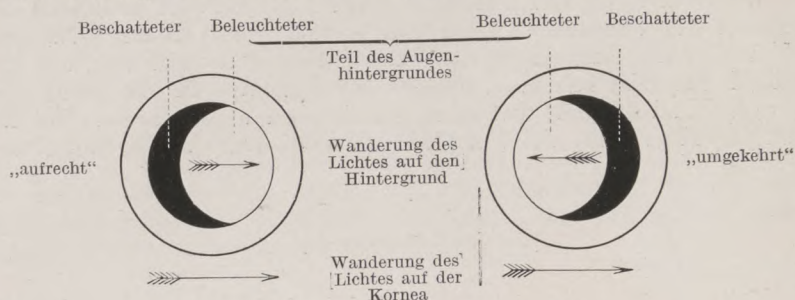 Beschatteter Beleuchteter Beleuchteter Beschatteter
Teil des Augen-
hintergrundes
„aufrecht“
Wanderung des
Lichtes auf den
Hintergrund
„umgekehrt“
Wanderung des
Lichtes auf der
Kornea